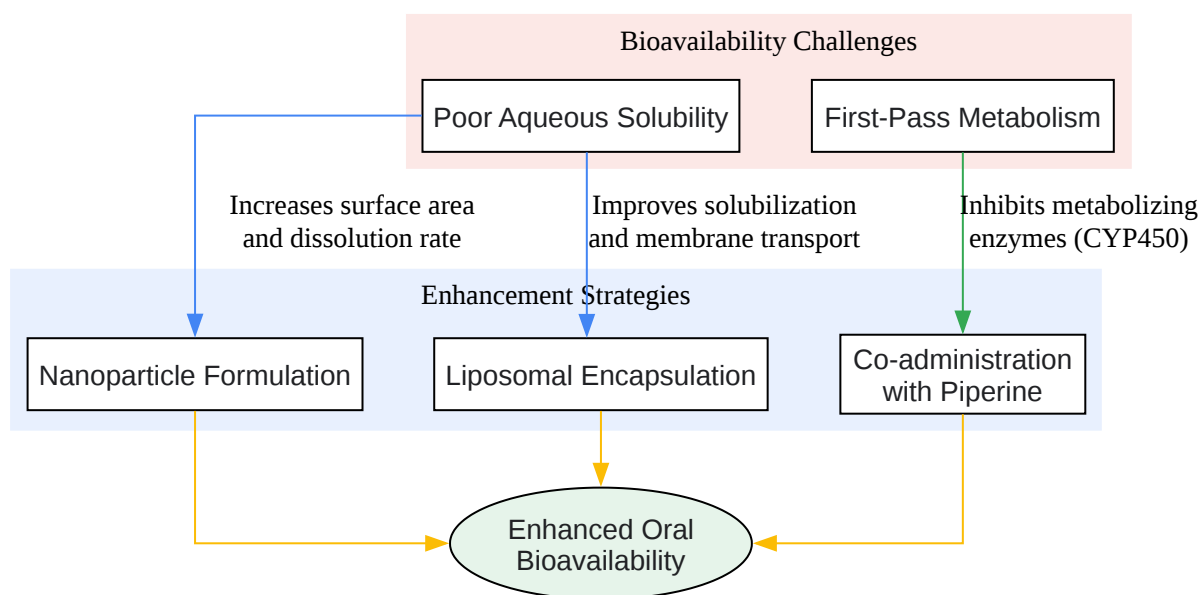 Bioavailability Challenges
Poor Aqueous Solubility
First-Pass Metabolism
Increases surface area
and dissolution rate
Improves solubilization
and membrane transport
Inhibits metabolizing
enzymes (CYP450)
Enhancement Strategies
Nanoparticle Formulation
Liposomal Encapsulation
Co-administration
with Piperine
Enhanced Oral
Bioavailability